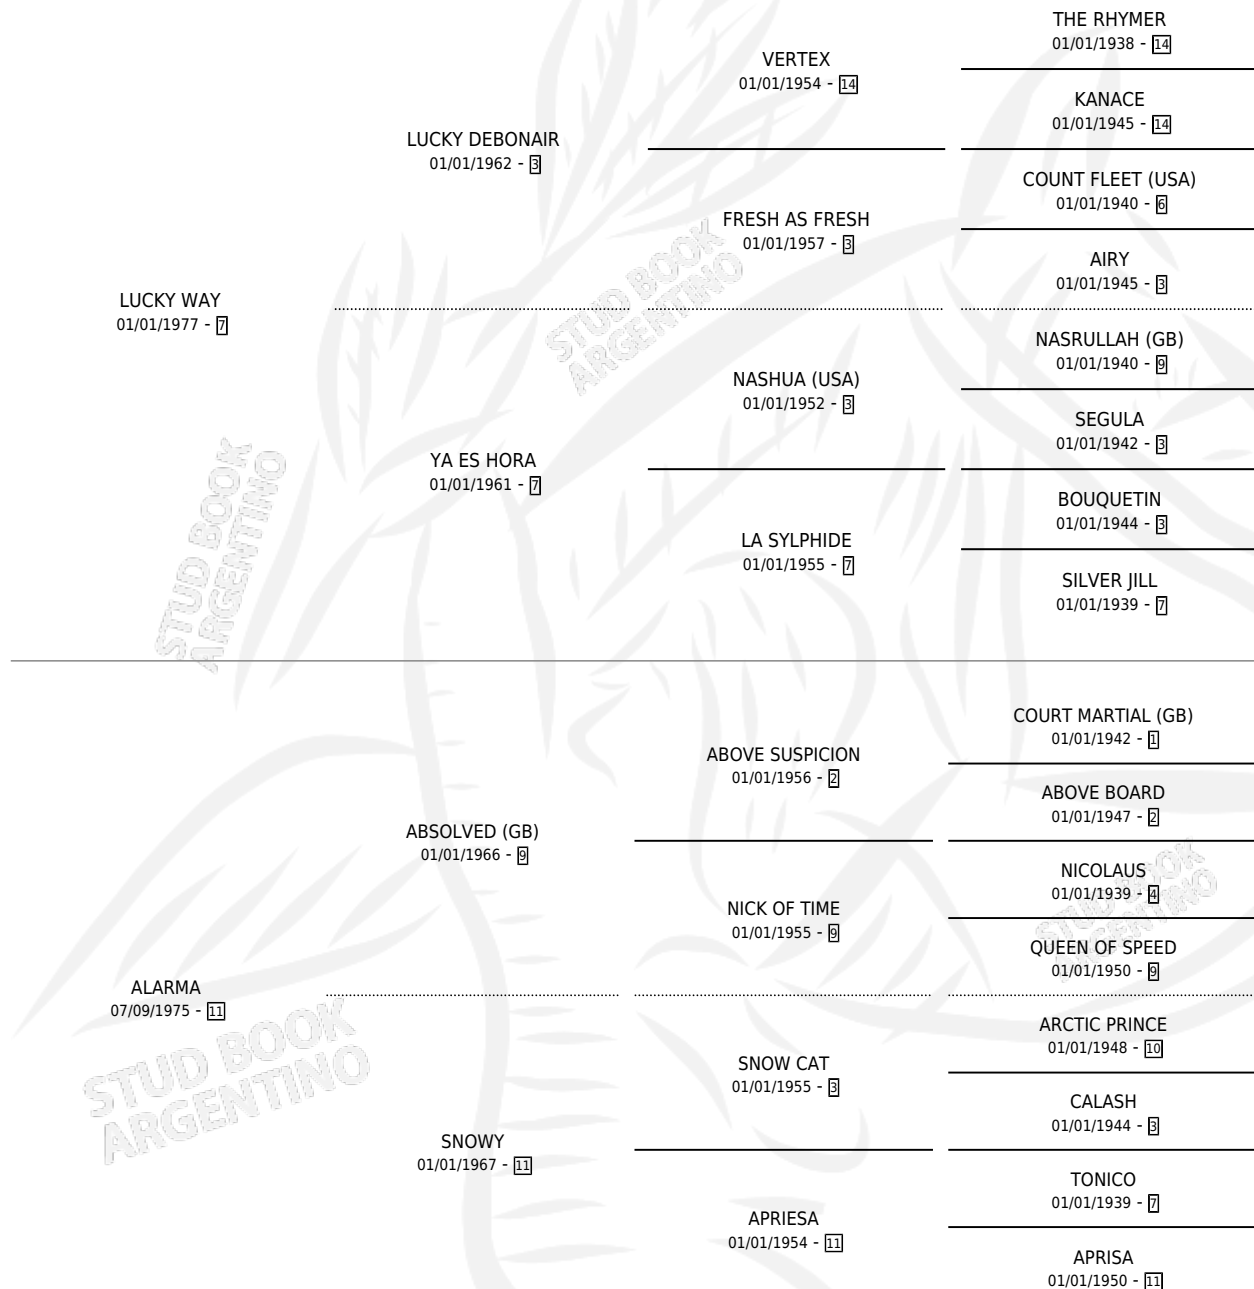 THE RHYMER
01/01/1938 - 14
VERTEX
01/01/1954 - 14
KANACE
01/01/1945 - 14
LUCKY DEBONAIR
01/01/1962 - 3
COUNT FLEET (USA)
01/01/1940 - 6
FRESH AS FRESH
01/01/1957 - 3
AIRY
01/01/1945 - 3
LUCKY WAY
01/01/1977 - 7
NASRULLAH (GB)
01/01/1940 - 9
NASHUA (USA)
01/01/1952 - 3
SEGULA
01/01/1942 - 3
YA ES HORA
01/01/1961 - 7
BOUQUETIN
01/01/1944 - 3
LA SYLPHIDE
01/01/1955 - 7
SILVER JILL
01/01/1939 - 7
COURT MARTIAL (GB)
01/01/1942 - 1
ABOVE SUSPICION
01/01/1956 - 2
ABOVE BOARD
01/01/1947 - 2
ABSOLVED (GB)
01/01/1966 - 9
NICOLAUS
01/01/1939 - 4
NICK OF TIME
01/01/1955 - 9
QUEEN OF SPEED
01/01/1950 - 9
ALARMA
07/09/1975 - 11
ARCTIC PRINCE
01/01/1948 - 10
SNOW CAT
01/01/1955 - 3
CALASH
01/01/1944 - 3
SNOWY
01/01/1967 - 11
TONICO
01/01/1939 - 7
APRIESA
01/01/1954 - 11
APRISA
01/01/1950 - 11
STUD BOOK
ARGENTINO
STUD BOOK
ARGENTINO
STUD BOOK
ARGENTINO
STUD BOOK
ARGENTINO